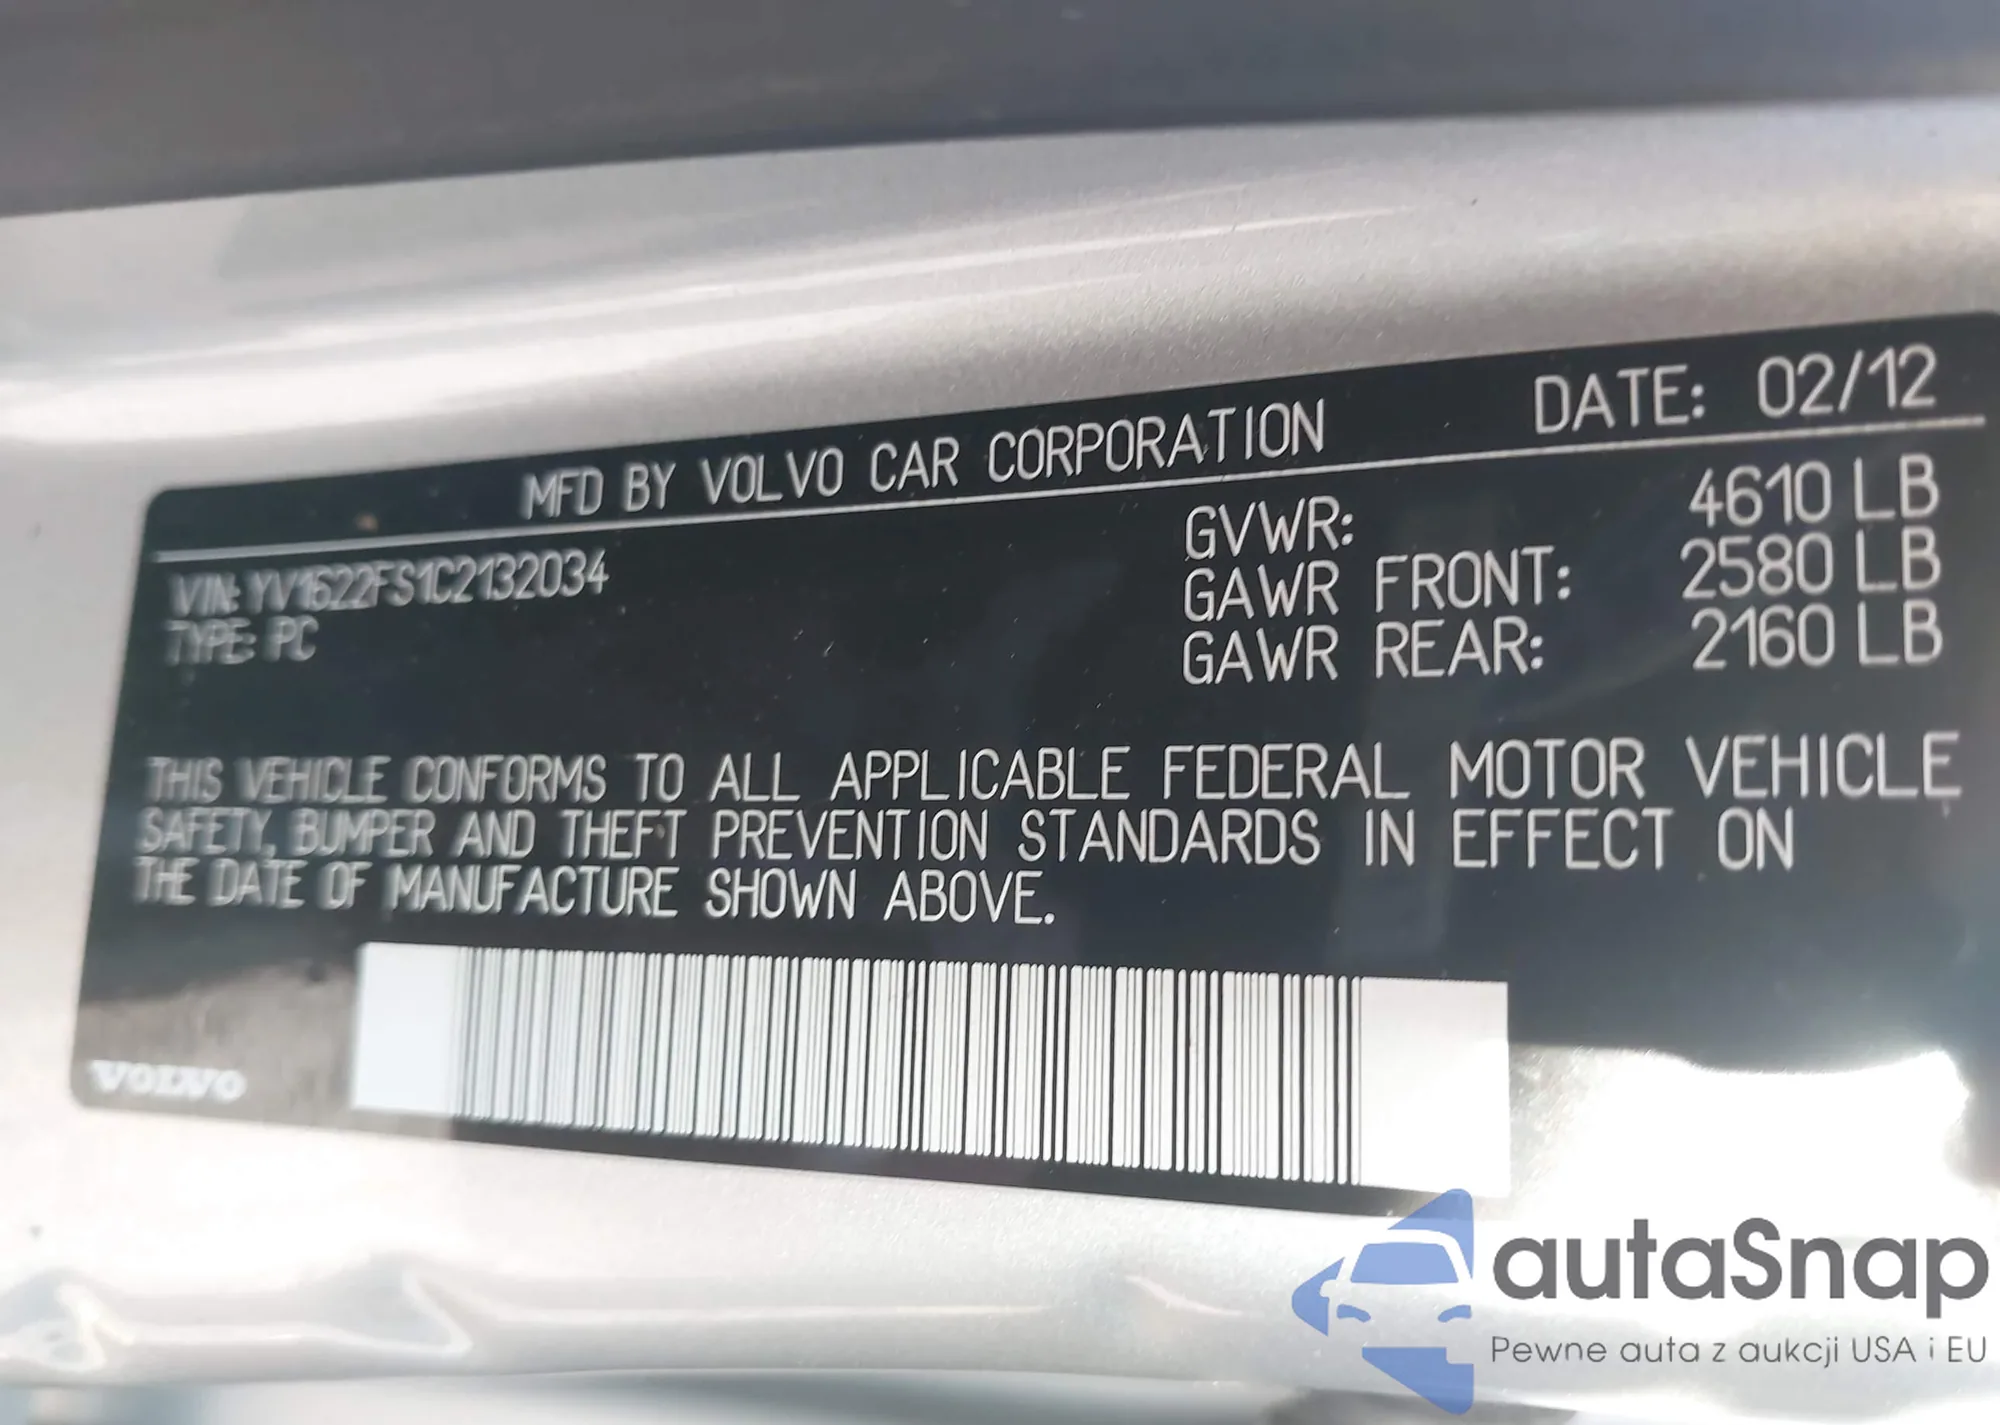 MFD BY VOLVO CAR CORPORATION DATE: 02/12
VIN: YV1622FS1C2132034
TYPE: PC
GVWR: 4610 LB
GAWR FRONT: 2580 LB
GAWR REAR: 2160 LB
THIS VEHICLE CONFORMS TO ALL APPLICABLE FEDERAL MOTOR VEHICLE
SAFETY, BUMPER AND THEFT PREVENTION STANDARDS IN EFFECT ON
THE DATE OF MANUFACTURE SHOWN ABOVE.
VOLVO
autaSnap
Pewne auta z aukcji USA i EU